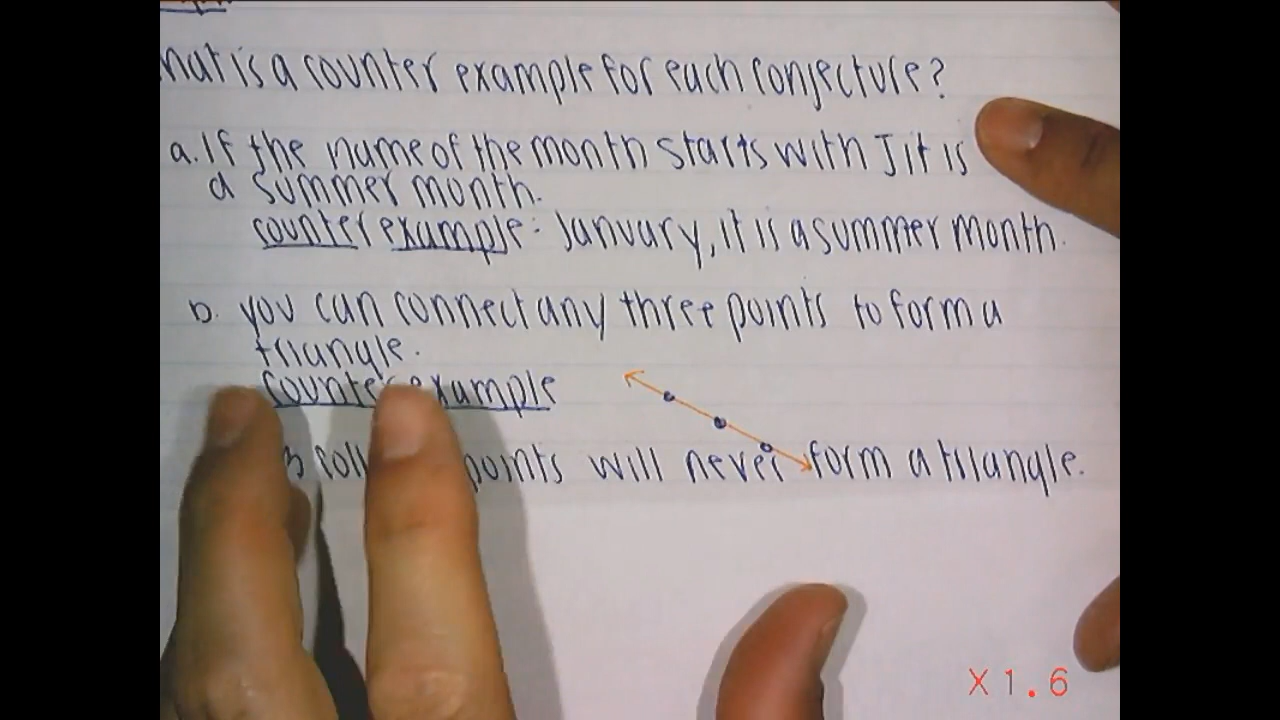 hat is a counter example for each conjecture?
a. If the name of the month starts with J it is
a summer month.
counter example: January, it is a summer month.
b. you can connect any three points to form a
triangle.
counter example
3 points will never form a triangle.
X1.6